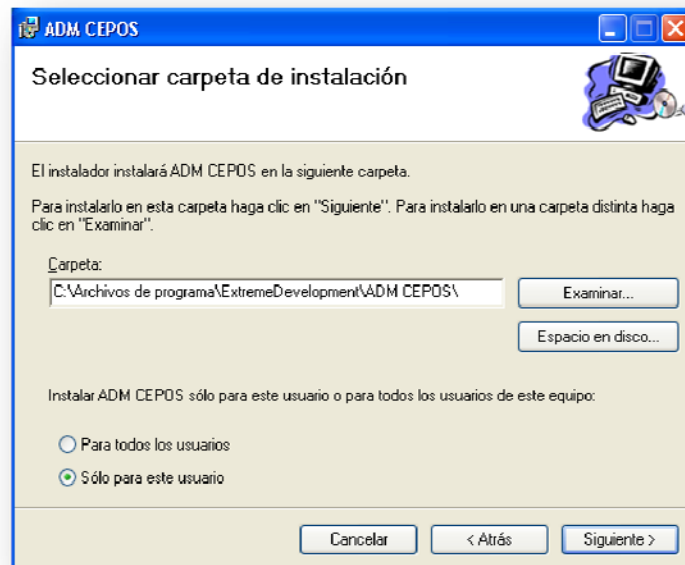 ADM CEPOS
Seleccionar carpeta de instalación
El instalador instalará ADM CEPOS en la siguiente carpeta.
Para instalarlo en esta carpeta haga clic en "Siguiente". Para instalarlo en una carpeta distinta haga
clic en "Examinar".
Carpeta:
C:\Archivos de programa\ExtremeDevelopment\ADM CEPOS\
Examinar...
Espacio en disco...
Instalar ADM CEPOS sólo para este usuario o para todos los usuarios de este equipo:
Para todos los usuarios
Sólo para este usuario
Cancelar
< Atrás
Siguiente >